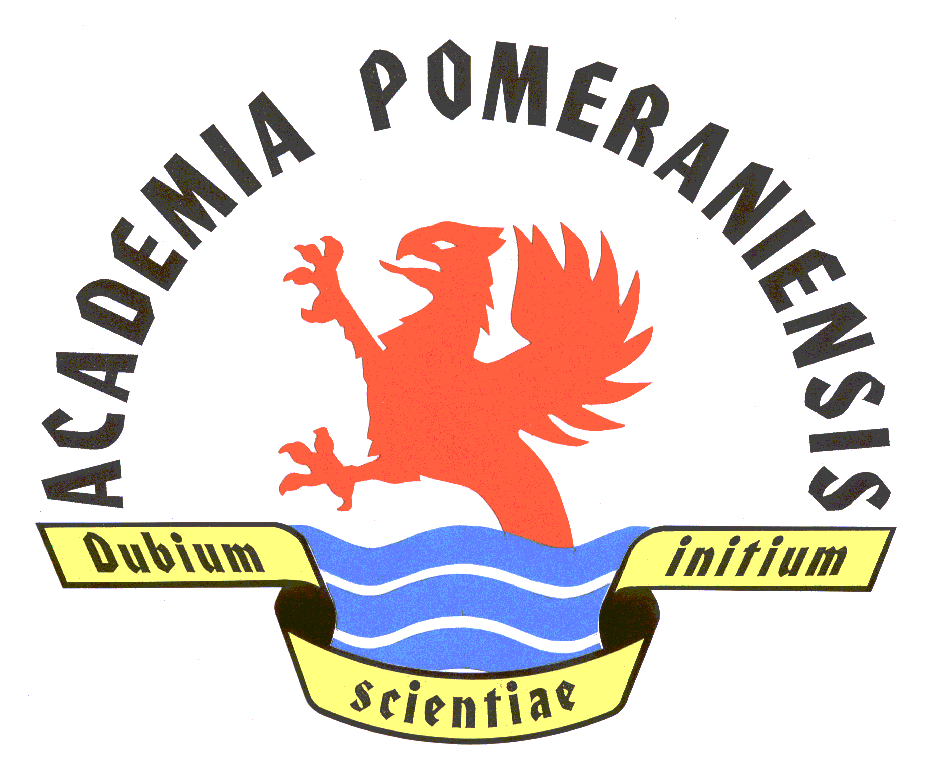 ACADEMIA POMERANIENSIS
Dubium scientiae initium